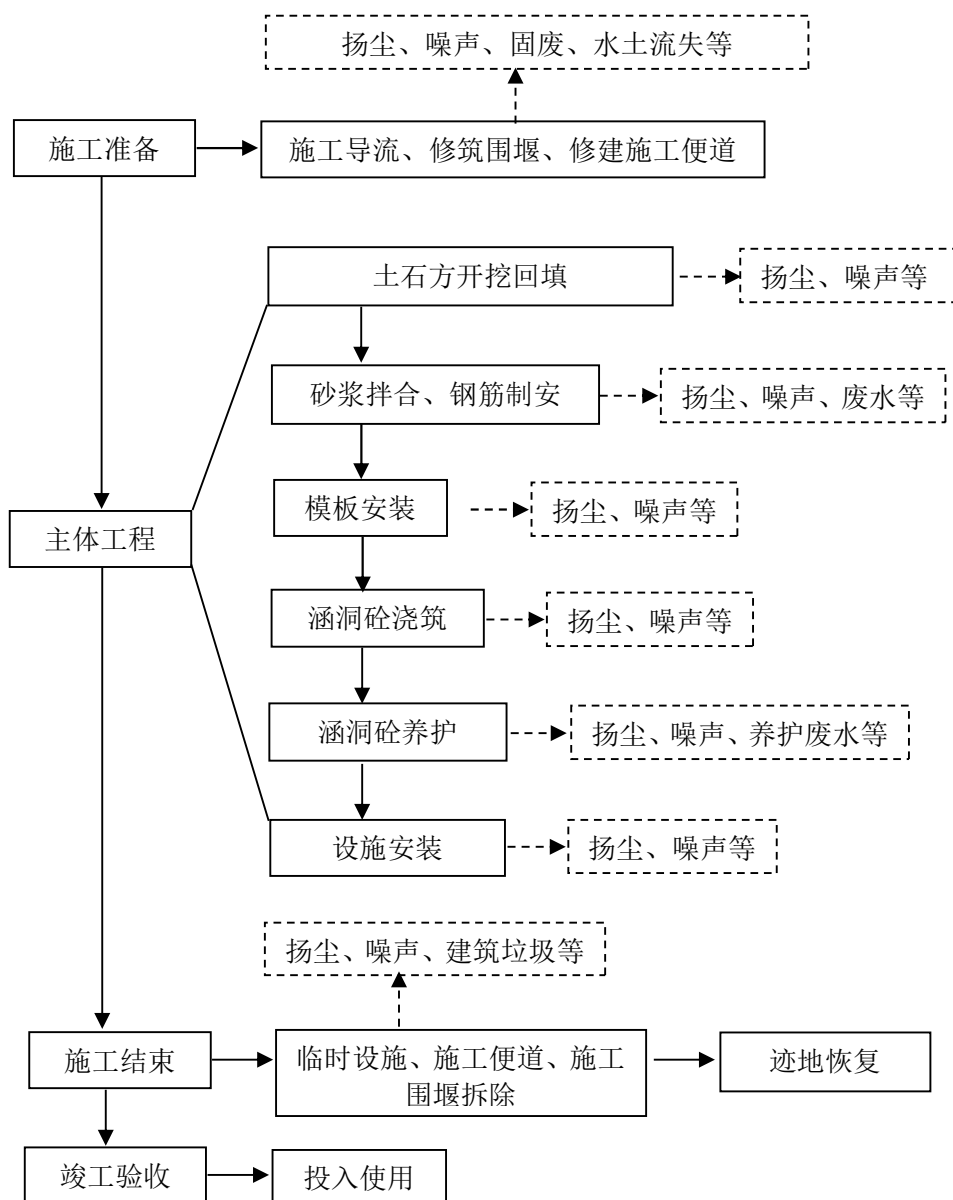 扬尘、噪声、固废、水土流失等
施工准备
施工导流、修筑围堰、修建施工便道
土石方开挖回填
扬尘、噪声等
砂浆拌合、钢筋制安
扬尘、噪声、废水等
模板安装
扬尘、噪声等
主体工程
涵洞砼浇筑
扬尘、噪声等
涵洞砼养护
扬尘、噪声、养护废水等
设施安装
扬尘、噪声等
扬尘、噪声、建筑垃圾等
施工结束
临时设施、施工便道、施工
围堰拆除
迹地恢复
竣工验收
投入使用